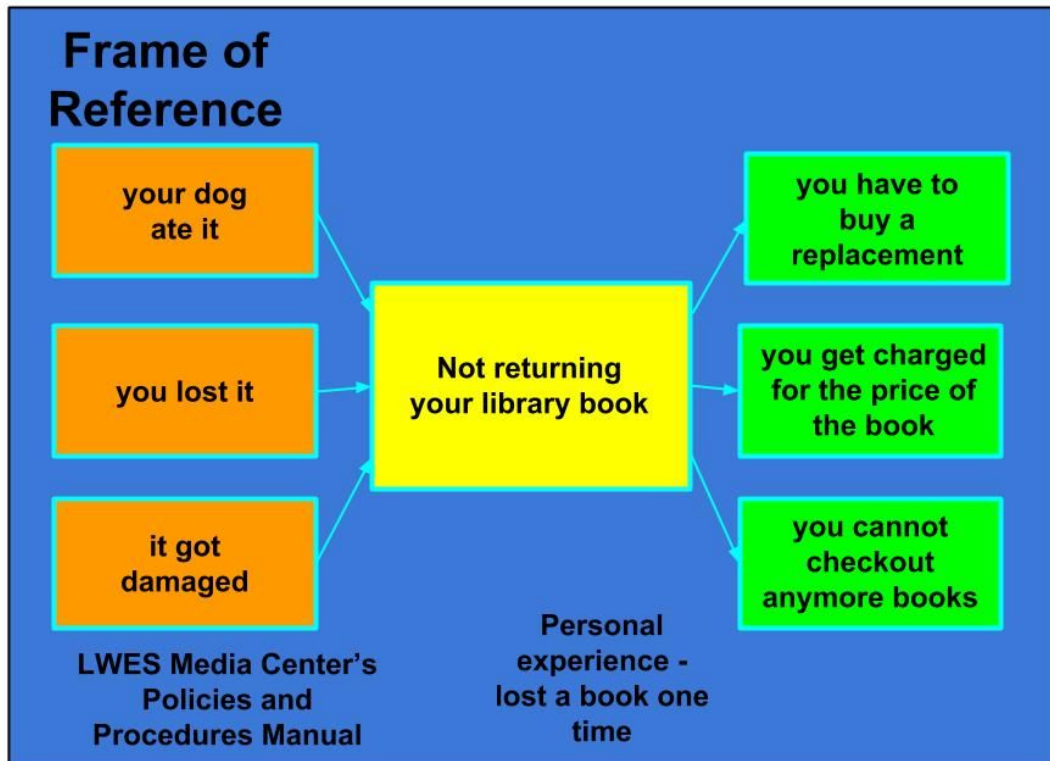 Frame of
Reference
your dog
ate it
you lost it
it got
damaged
Not returning
your library book
you have to
buy a
replacement
you get charged
for the price of
the book
you cannot
checkout
anymore books
LWES Media Center’s
Policies and
Procedures Manual
Personal
experience -
lost a book one
time